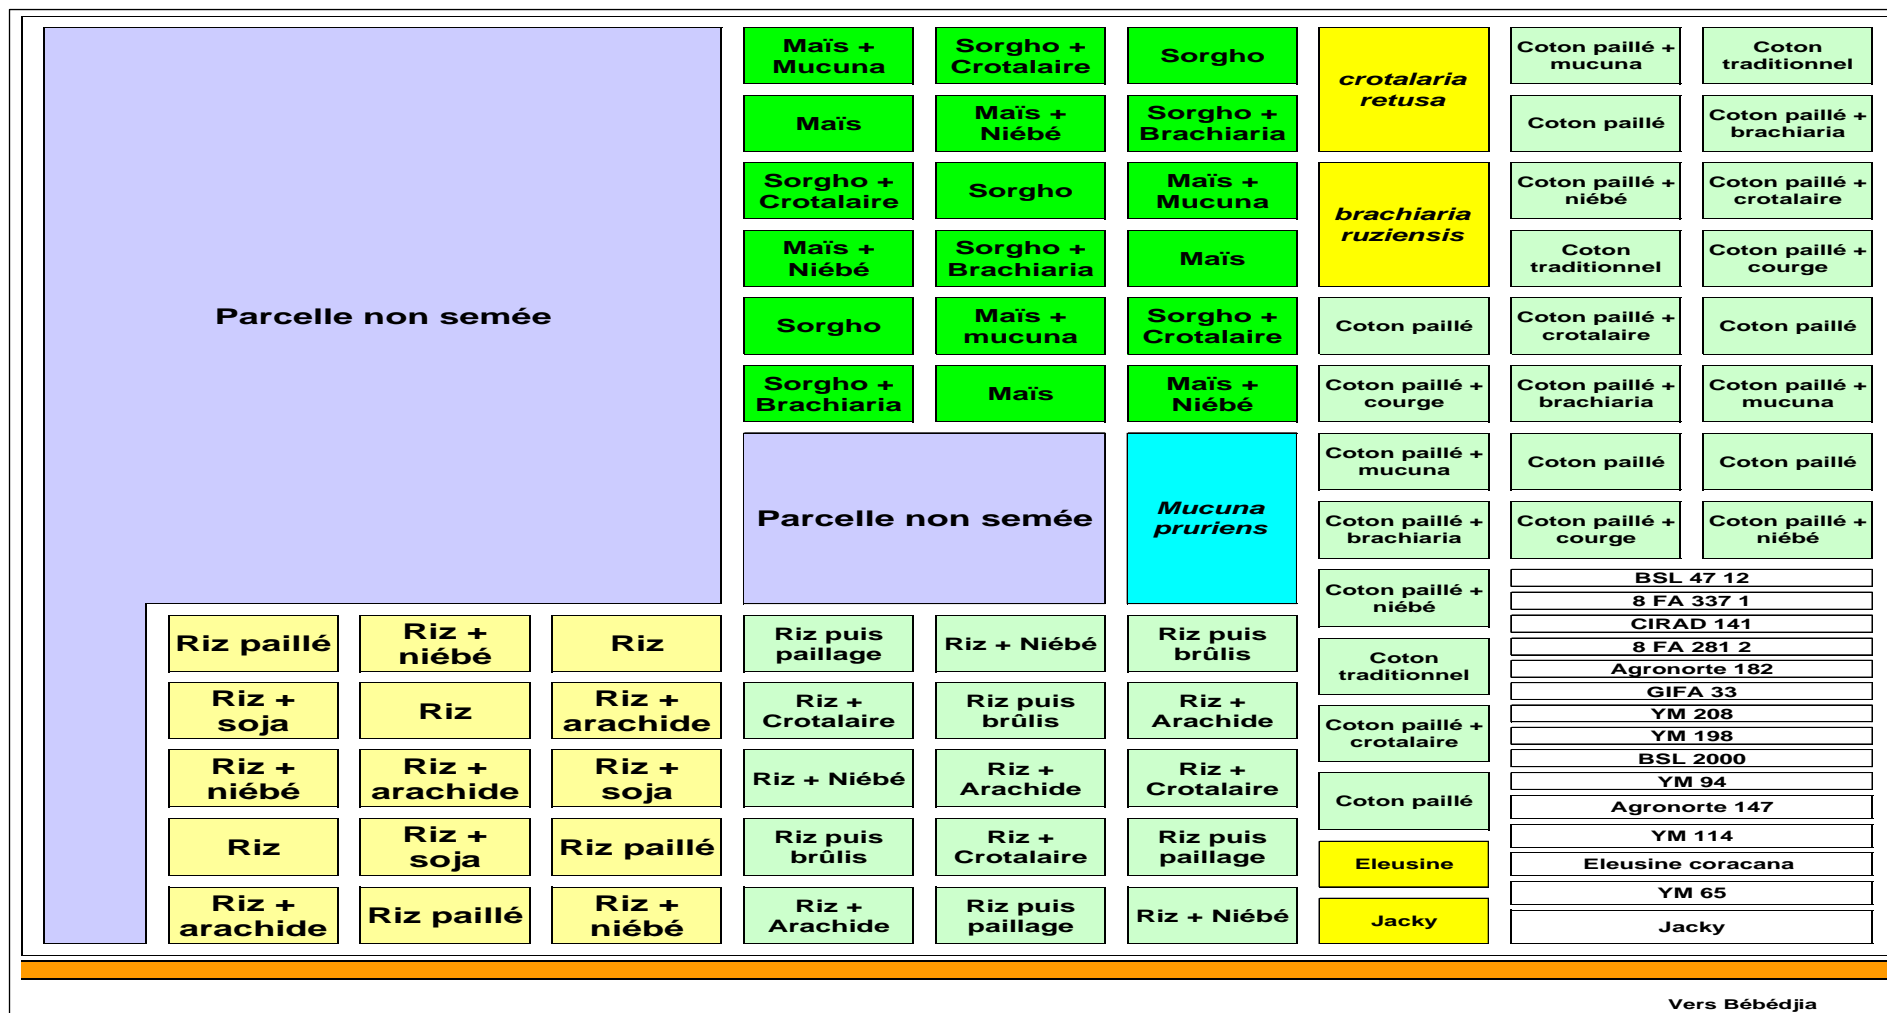 Parcelle non semée
Maïs +
Mucuna
Sorgho +
Crotalaire
Sorgho
crotalaria
retusa
Coton paillé +
mucuna
Coton
traditionnel
Maïs
Maïs +
Niébé
Sorgho +
Brachiaria
Coton paillé
Coton paillé +
brachiaria
Sorgho +
Crotalaire
Sorgho
Maïs +
Mucuna
brachiaria
ruziensis
Coton paillé +
niébé
Coton paillé +
crotalaire
Maïs +
Niébé
Sorgho +
Brachiaria
Maïs
Coton
traditionnel
Coton paillé +
courge
Sorgho
Maïs +
mucuna
Sorgho +
Crotalaire
Coton paillé
Coton paillé +
crotalaire
Coton paillé
Sorgho +
Brachiaria
Maïs
Maïs +
Niébé
Coton paillé +
courge
Coton paillé +
brachiaria
Coton paillé +
mucuna
Parcelle non semée
Mucuna
pruriens
Coton paillé +
mucuna
Coton paillé
Coton paillé
Coton paillé +
brachiaria
Coton paillé +
courge
Coton paillé +
niébé
Coton paillé +
niébé
Coton
traditionnel
Coton paillé +
crotalaire
Coton paillé
Eleusine
Jacky
BSL 47 12
8 FA 337 1
CIRAD 141
8 FA 281 2
Agronorte 182
GIFA 33
YM 208
YM 198
BSL 2000
YM 94
Agronorte 147
YM 114
Eleusine coracana
YM 65
Jacky
Riz paillé
Riz +
niébé
Riz
Riz puis
paillage
Riz + Niébé
Riz puis
brûlis
Riz +
soja
Riz
Riz +
arachide
Riz +
Crotalaire
Riz puis
brûlis
Riz +
Arachide
Riz +
niébé
Riz +
arachide
Riz +
soja
Riz + Niébé
Riz +
Arachide
Riz +
Crotalaire
Riz
Riz +
soja
Riz paillé
Riz puis
brûlis
Riz +
Crotalaire
Riz puis
paillage
Riz +
arachide
Riz paillé
Riz +
niébé
Riz +
Arachide
Riz puis
paillage
Riz + Niébé
Vers Bébédjia